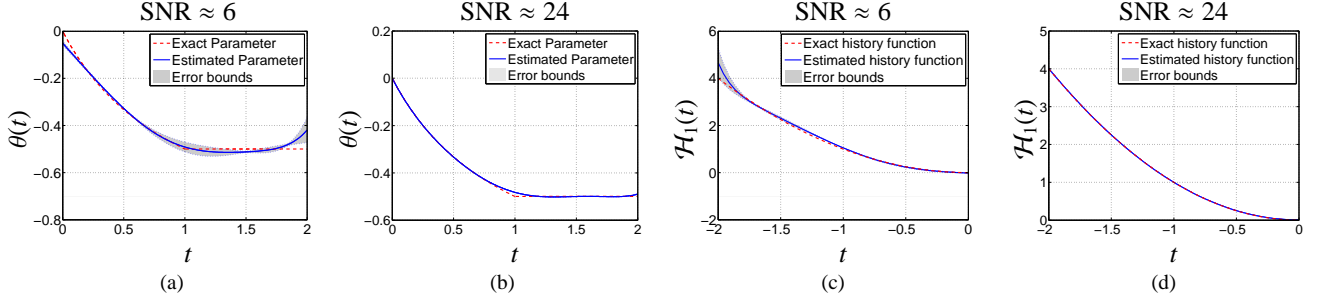 SNR ≈ 6
0
−0.2
−0.4
−0.6
−0.8
0
0.5
1
1.5
2
θ(t)
t
Exact Parameter
Estimated Parameter
Error bounds
(a)
SNR ≈ 24
0.2
0
−0.2
−0.4
−0.6
0
0.5
1
1.5
2
θ(t)
t
Exact Parameter
Estimated Parameter
Error bounds
(b)
SNR ≈ 6
6
4
2
0
−2
−2
−1.5
−1
−0.5
0
H₁(t)
t
Exact history function
Estimated history function
Error bounds
(c)
SNR ≈ 24
5
4
3
2
1
0
−2
−1.5
−1
−0.5
0
H₁(t)
t
Exact history function
Estimated history function
Error bounds
(d)